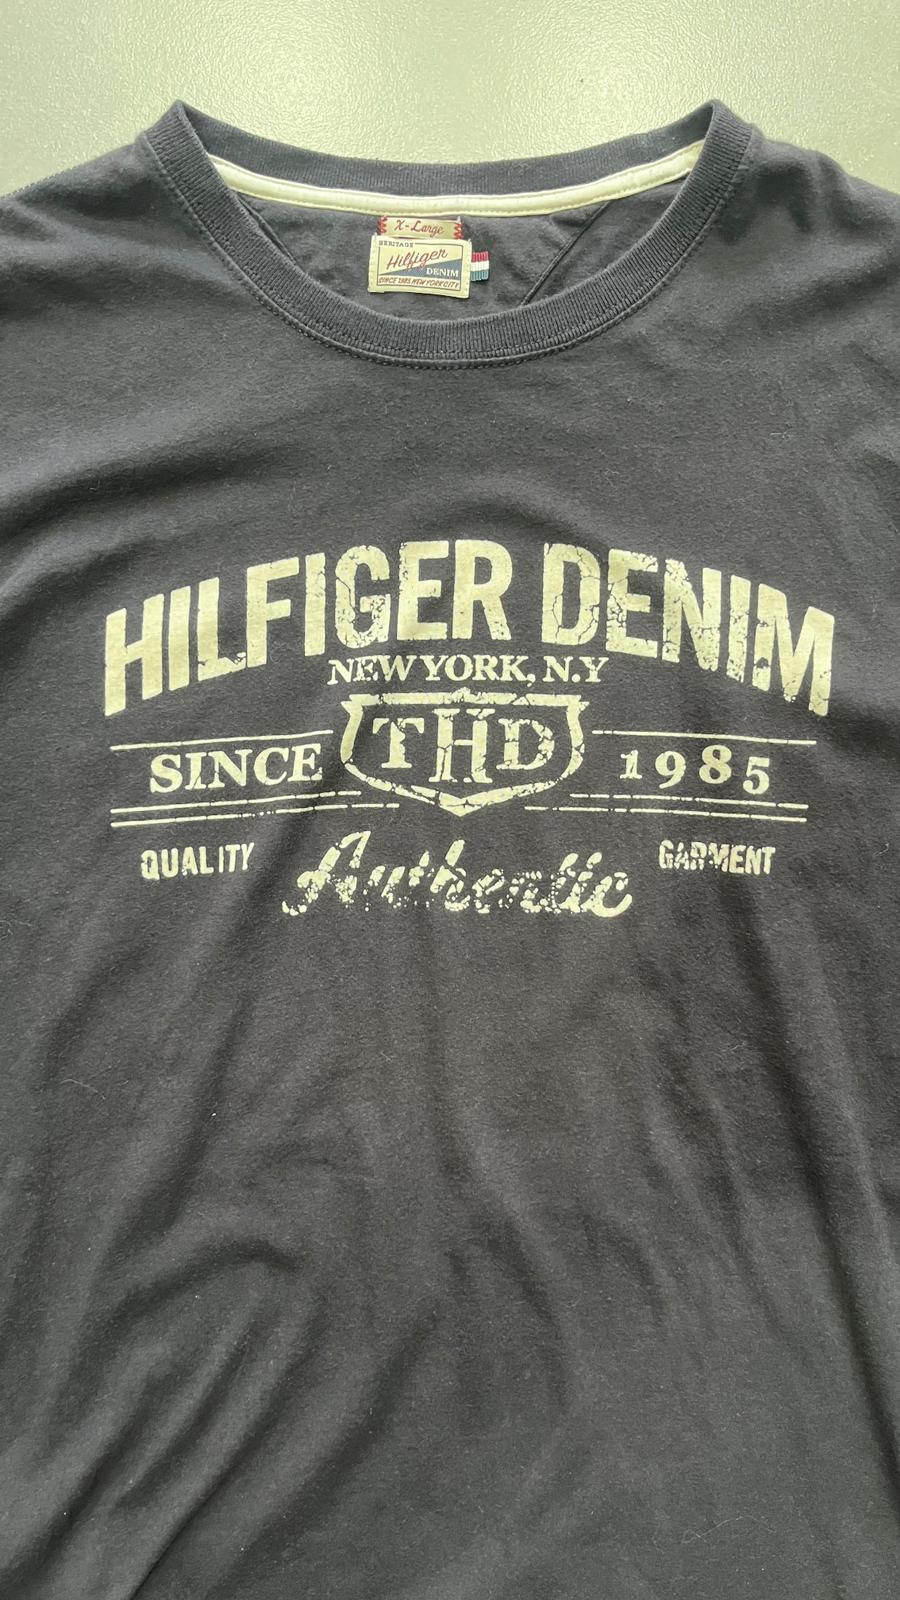 X-Large
HERITAGE
Hilfiger
DENIM
SINCE 1985 NEW YORK CITY
HILFIGER DENIM
NEW YORK, N.Y
THD
SINCE 1985
QUALITY GARMENT
Authentic